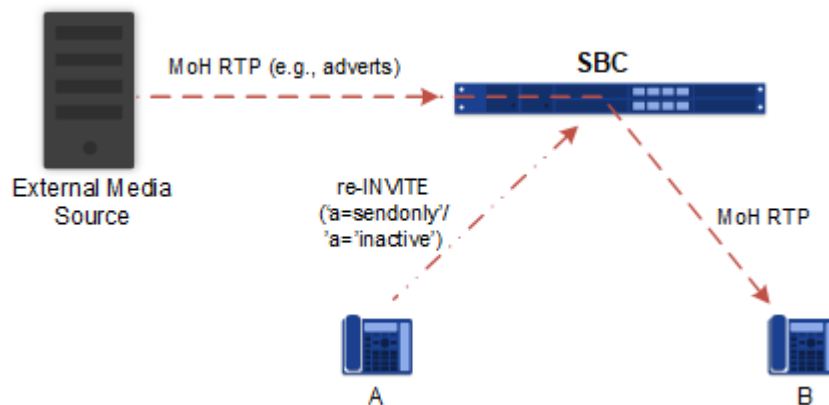 MoH RTP (e.g., adverts)
SBC
External Media
Source
re-INVITE
('a=sendonly'/
'a='inactive')
MoH RTP
A
B